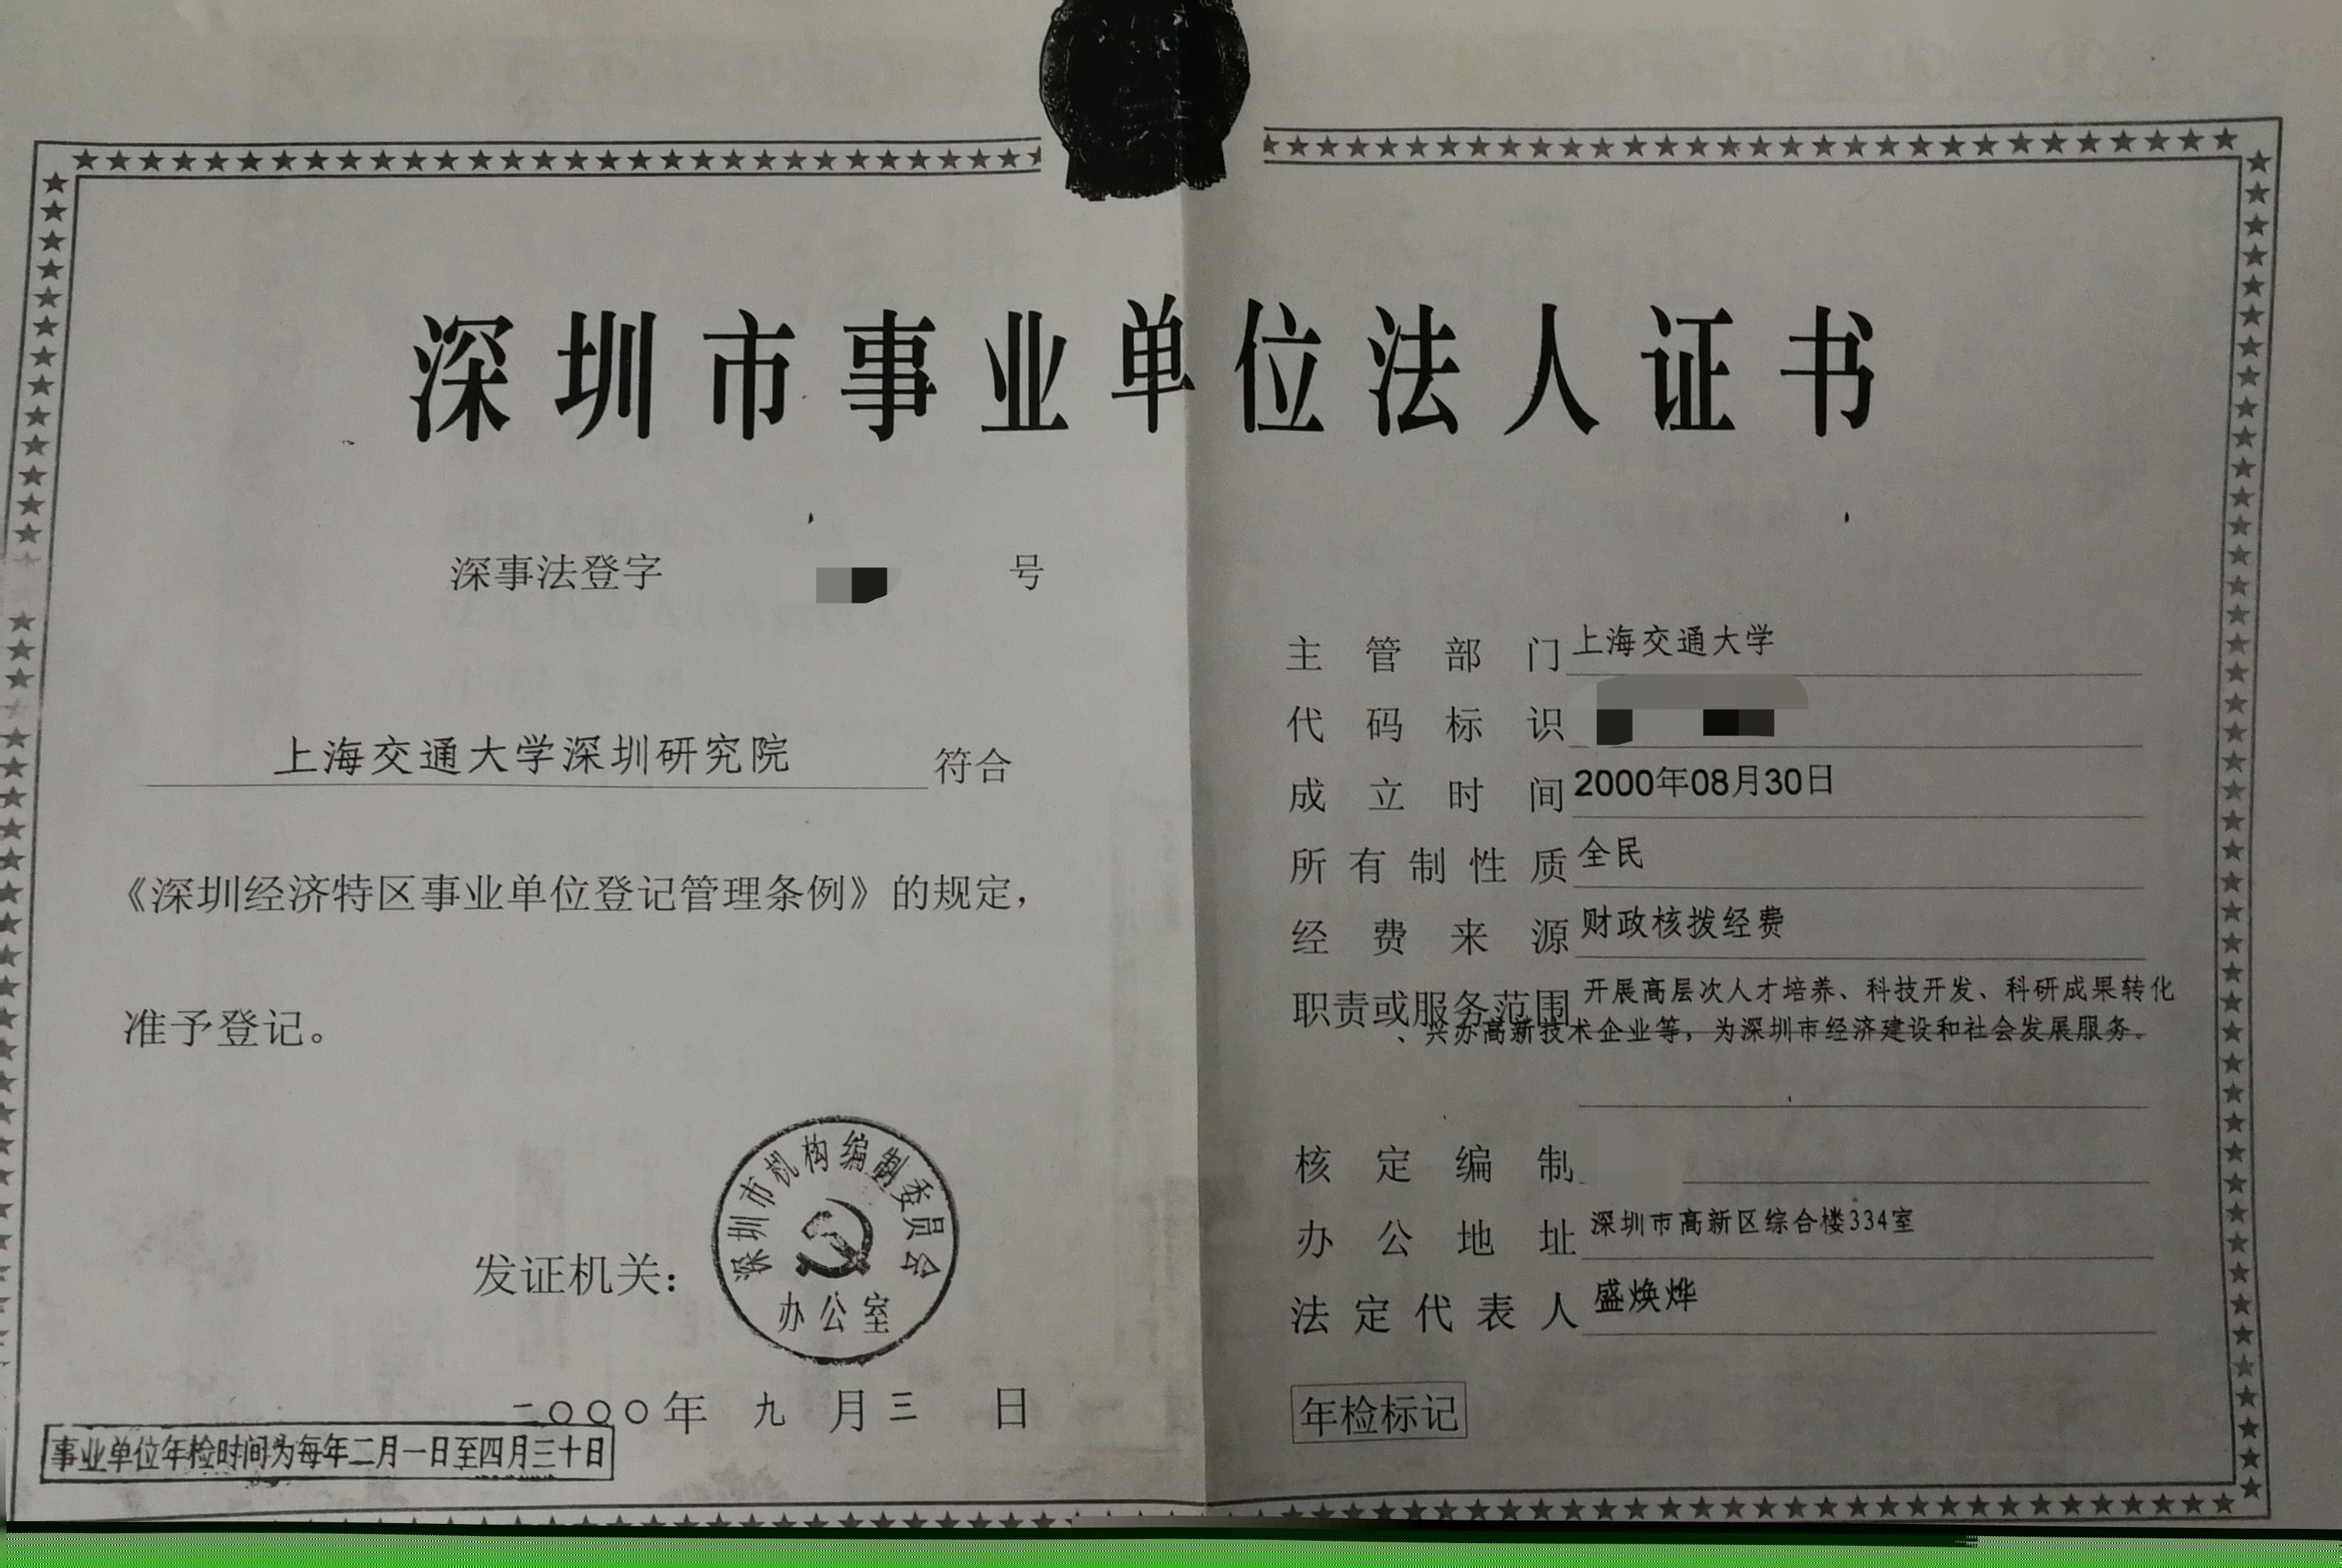 深圳市事业单位法人证书
深事法登字 号
上海交通大学深圳研究院 符合
《深圳经济特区事业单位登记管理条例》的规定，
准予登记。
发证机关：
深圳市机构编制委员会
办公室
二〇〇〇年 九 月 三 日
事业单位年检时间为每年二月一日至四月三十日
主管部门 上海交通大学
代码标识
成立时间 2000年08月30日
所有制性质 全民
经费来源 财政核拨经费
职责或服务范围 开展高层次人才培养、科技开发、科研成果转化
、兴办高新技术企业等，为深圳市经济建设和社会发展服务。
核定编制
办公地址 深圳市高新区综合楼334室
法定代表人 盛焕烨
年检标记